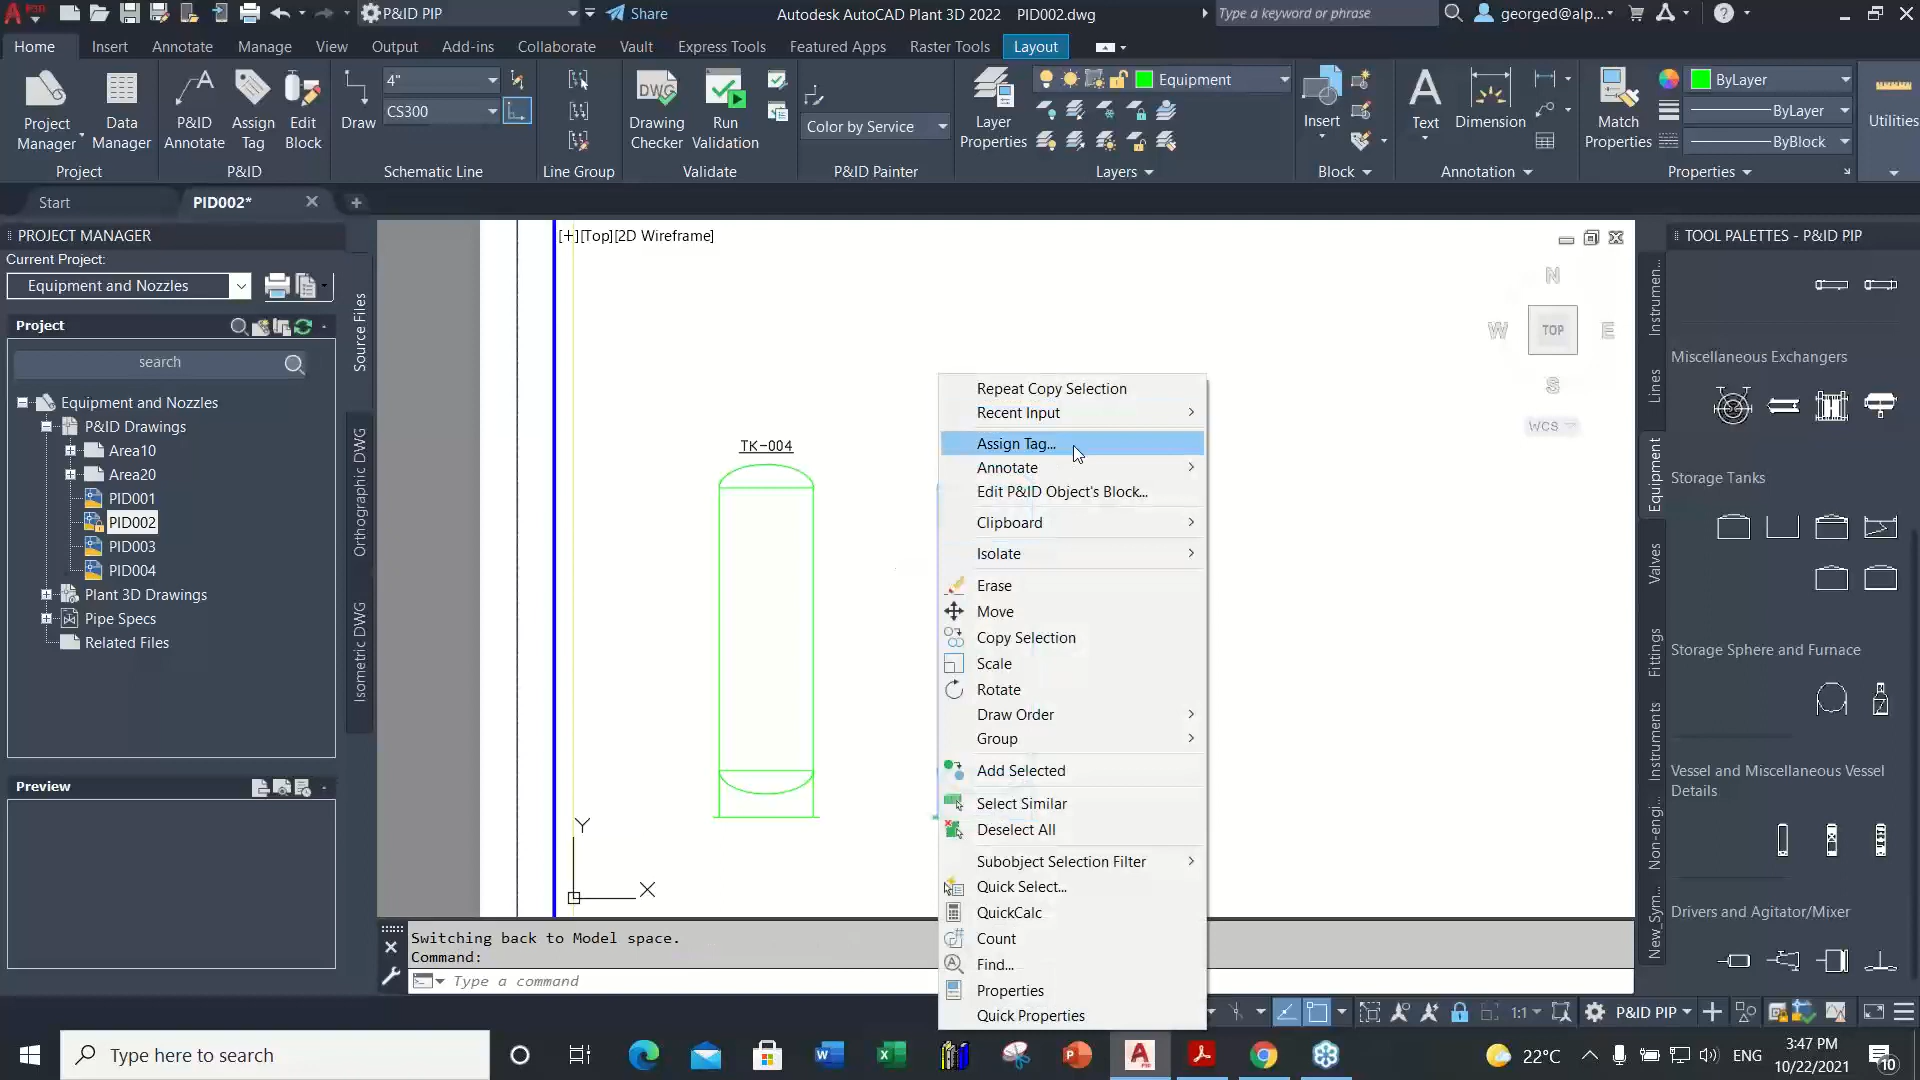 P&ID PIP
Share
Autodesk AutoCAD Plant 3D 2022 PID002.dwg
Type a keyword or phrase
georged@alp...
Home
Insert
Annotate
Manage
View
Output
Add-ins
Collaborate
Vault
Express Tools
Featured Apps
Raster Tools
Layout
Project Manager
Data Manager
Project
P&ID Annotate
Assign Tag
Edit Block
P&ID
Draw
4"
CS300
Schematic Line
Line Group
Drawing Checker
Run Validation
Validate
Color by Service
P&ID Painter
Layer Properties
Equipment
Layers
Insert
Block
Text
Dimension
Annotation
Match Properties
ByLayer
ByLayer
ByBlock
Properties
Utilities
Start
PID002*
PROJECT MANAGER
Current Project:
Equipment and Nozzles
Project
search
Equipment and Nozzles
P&ID Drawings
Area10
Area20
PID001
PID002
PID003
PID004
Plant 3D Drawings
Pipe Specs
Related Files
Preview
Source Files
Orthographic DWG
Isometric DWG
[+][Top][2D Wireframe]
TK-004
Y
X
N
W
TOP
E
S
WCS
Repeat Copy Selection
Recent Input
Assign Tag...
Annotate
Edit P&ID Object's Block...
Clipboard
Isolate
Erase
Move
Copy Selection
Scale
Rotate
Draw Order
Group
Add Selected
Select Similar
Deselect All
Subobject Selection Filter
Quick Select...
QuickCalc
Count
Find...
Properties
Quick Properties
Switching back to Model space.
Command:
Type a command
TOOL PALETTES - P&ID PIP
Instrumen...
Lines
Equipment
Valves
Fittings
Instruments
Non-engi...
New_Sym...
Miscellaneous Exchangers
Storage Tanks
Storage Sphere and Furnace
Vessel and Miscellaneous Vessel
Details
Drivers and Agitator/Mixer
1:1
P&ID PIP
Type here to search
22°C
ENG
3:47 PM
10/22/2021
10